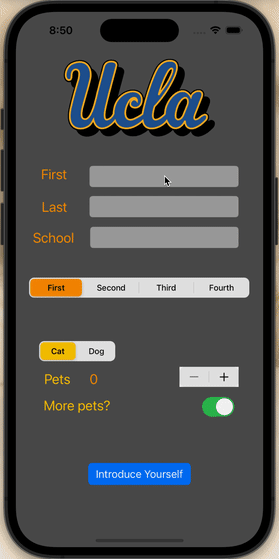 8:50
Ucla
First
Last
School
First Second Third Fourth
Cat Dog
Pets 0 − +
More pets?
Introduce Yourself